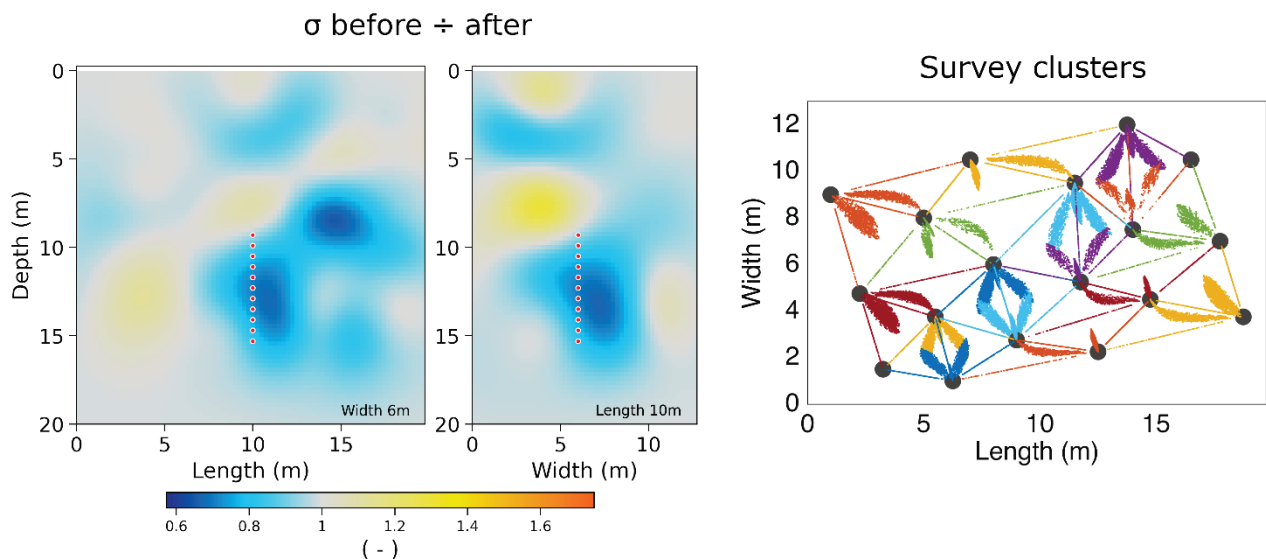 σ before ÷ after
0
5
10
15
20
Depth (m)
Width 6m
0 5 10 15
Length (m)
0
5
10
15
20
Length 10m
0 5 10
Width (m)
0.6 0.8 1 1.2 1.4 1.6
( - )
Survey clusters
12
10
8
6
4
2
0
Width (m)
0 5 10 15
Length (m)